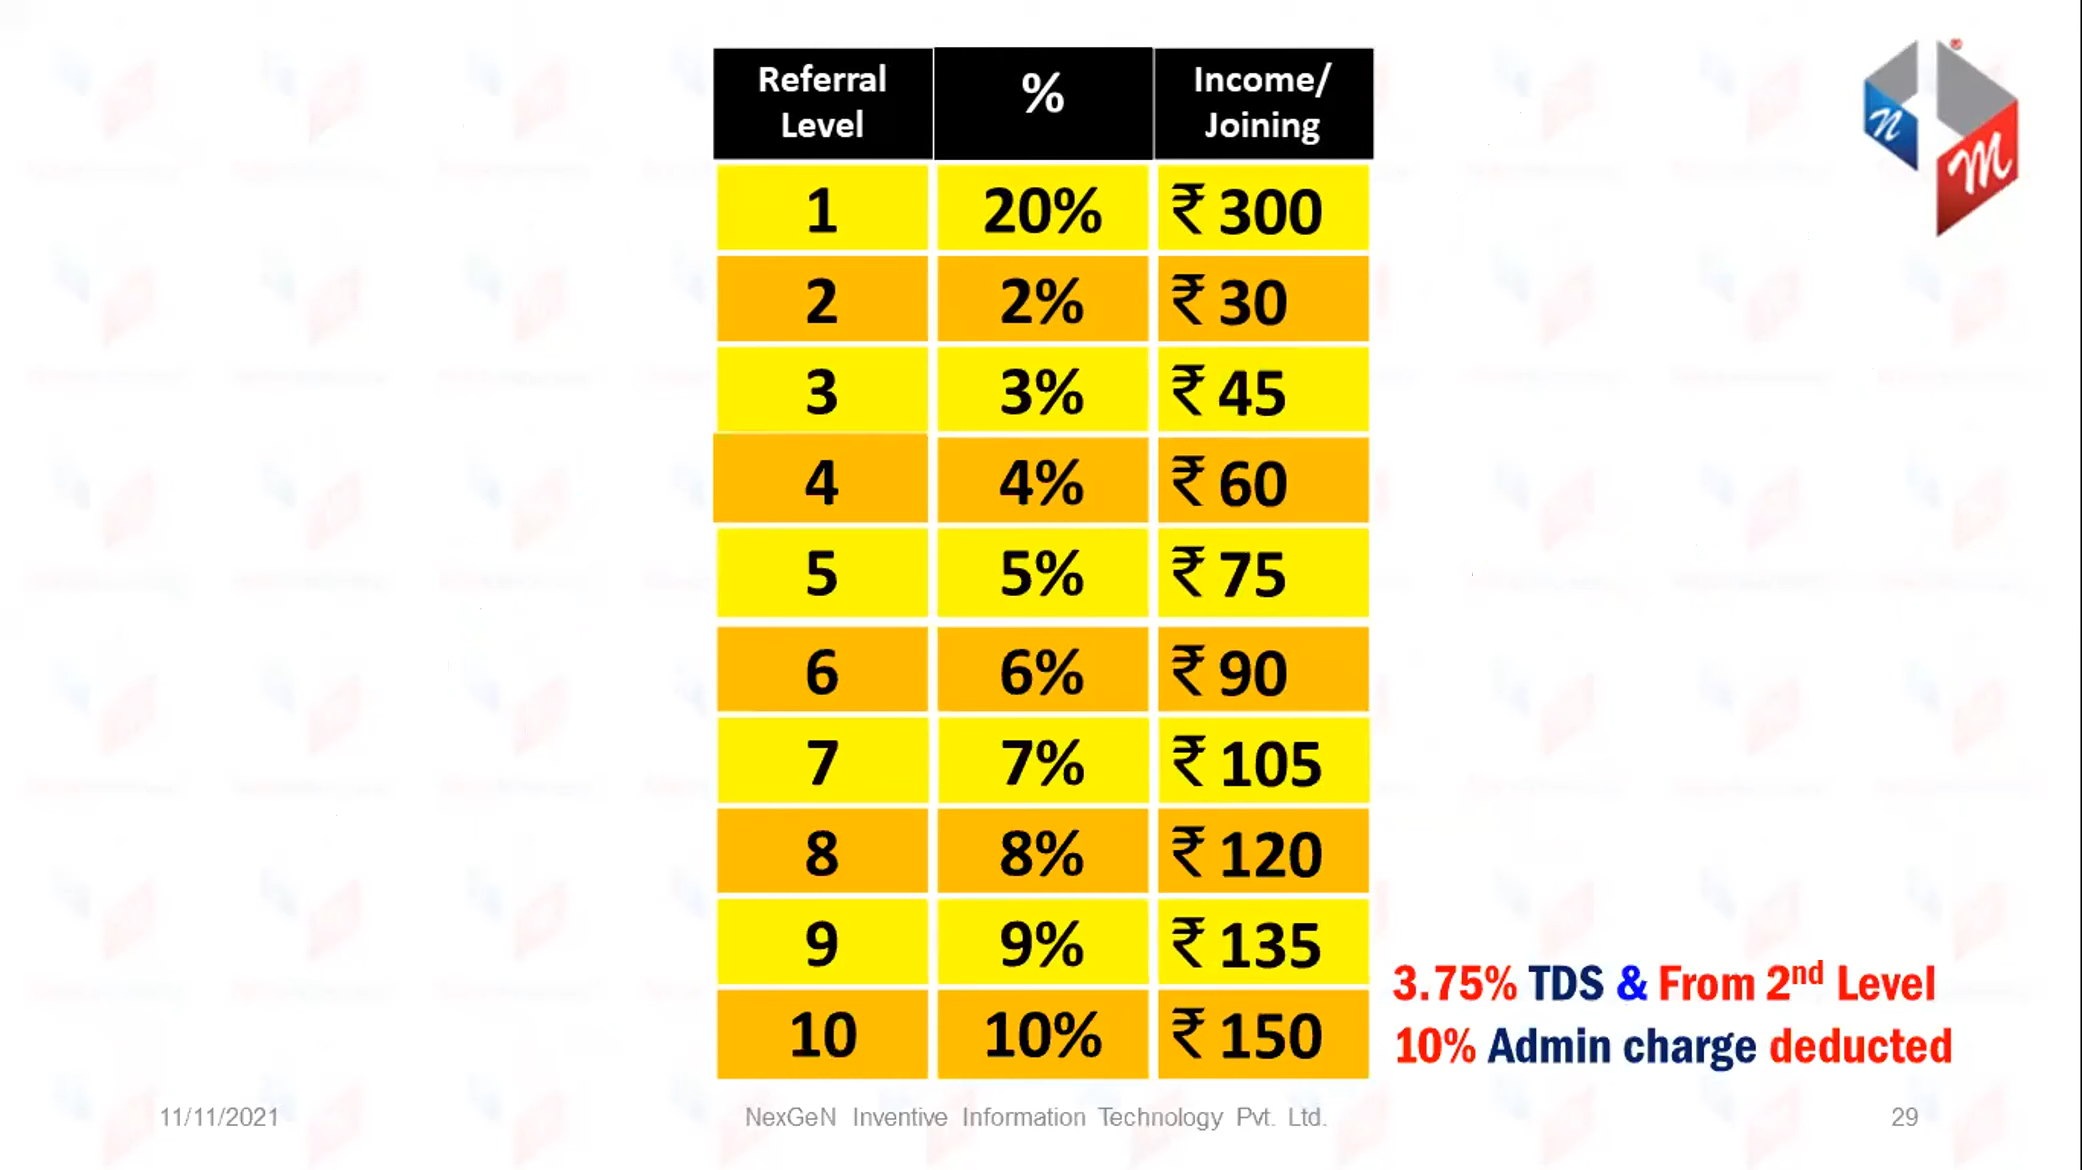 Referral Level % Income/ Joining
1 20% ₹ 300
2 2% ₹ 30
3 3% ₹ 45
4 4% ₹ 60
5 5% ₹ 75
6 6% ₹ 90
7 7% ₹ 105
8 8% ₹ 120
9 9% ₹ 135
10 10% ₹ 150
n M ®
3.75% TDS & From 2nd Level
10% Admin charge deducted
11/11/2021 NexGeN Inventive Information Technology Pvt. Ltd. 29